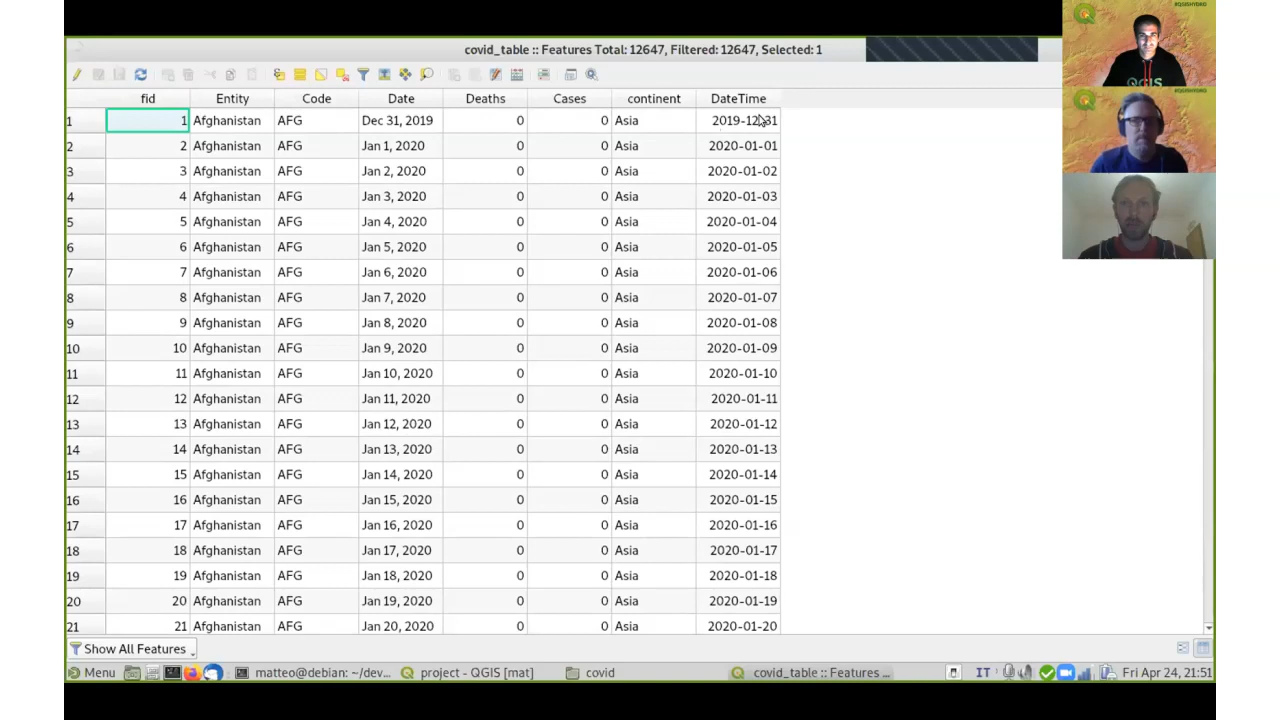 #QGISHYDRO
covid_table :: Features Total: 12647, Filtered: 12647, Selected: 1
QGIS
#QGISHYDRO
fid Entity Code Date Deaths Cases continent DateTime
1 1 Afghanistan AFG Dec 31, 2019 0 0 Asia 2019-12-31
2 2 Afghanistan AFG Jan 1, 2020 0 0 Asia 2020-01-01
3 3 Afghanistan AFG Jan 2, 2020 0 0 Asia 2020-01-02
4 4 Afghanistan AFG Jan 3, 2020 0 0 Asia 2020-01-03
5 5 Afghanistan AFG Jan 4, 2020 0 0 Asia 2020-01-04
6 6 Afghanistan AFG Jan 5, 2020 0 0 Asia 2020-01-05
7 7 Afghanistan AFG Jan 6, 2020 0 0 Asia 2020-01-06
8 8 Afghanistan AFG Jan 7, 2020 0 0 Asia 2020-01-07
9 9 Afghanistan AFG Jan 8, 2020 0 0 Asia 2020-01-08
10 10 Afghanistan AFG Jan 9, 2020 0 0 Asia 2020-01-09
11 11 Afghanistan AFG Jan 10, 2020 0 0 Asia 2020-01-10
12 12 Afghanistan AFG Jan 11, 2020 0 0 Asia 2020-01-11
13 13 Afghanistan AFG Jan 12, 2020 0 0 Asia 2020-01-12
14 14 Afghanistan AFG Jan 13, 2020 0 0 Asia 2020-01-13
15 15 Afghanistan AFG Jan 14, 2020 0 0 Asia 2020-01-14
16 16 Afghanistan AFG Jan 15, 2020 0 0 Asia 2020-01-15
17 17 Afghanistan AFG Jan 16, 2020 0 0 Asia 2020-01-16
18 18 Afghanistan AFG Jan 17, 2020 0 0 Asia 2020-01-17
19 19 Afghanistan AFG Jan 18, 2020 0 0 Asia 2020-01-18
20 20 Afghanistan AFG Jan 19, 2020 0 0 Asia 2020-01-19
21 21 Afghanistan AFG Jan 20, 2020 0 0 Asia 2020-01-20
Show All Features
Menu matteo@debian: ~/dev... project - QGIS [mat] covid covid_table :: Features ... IT Fri Apr 24, 21:51